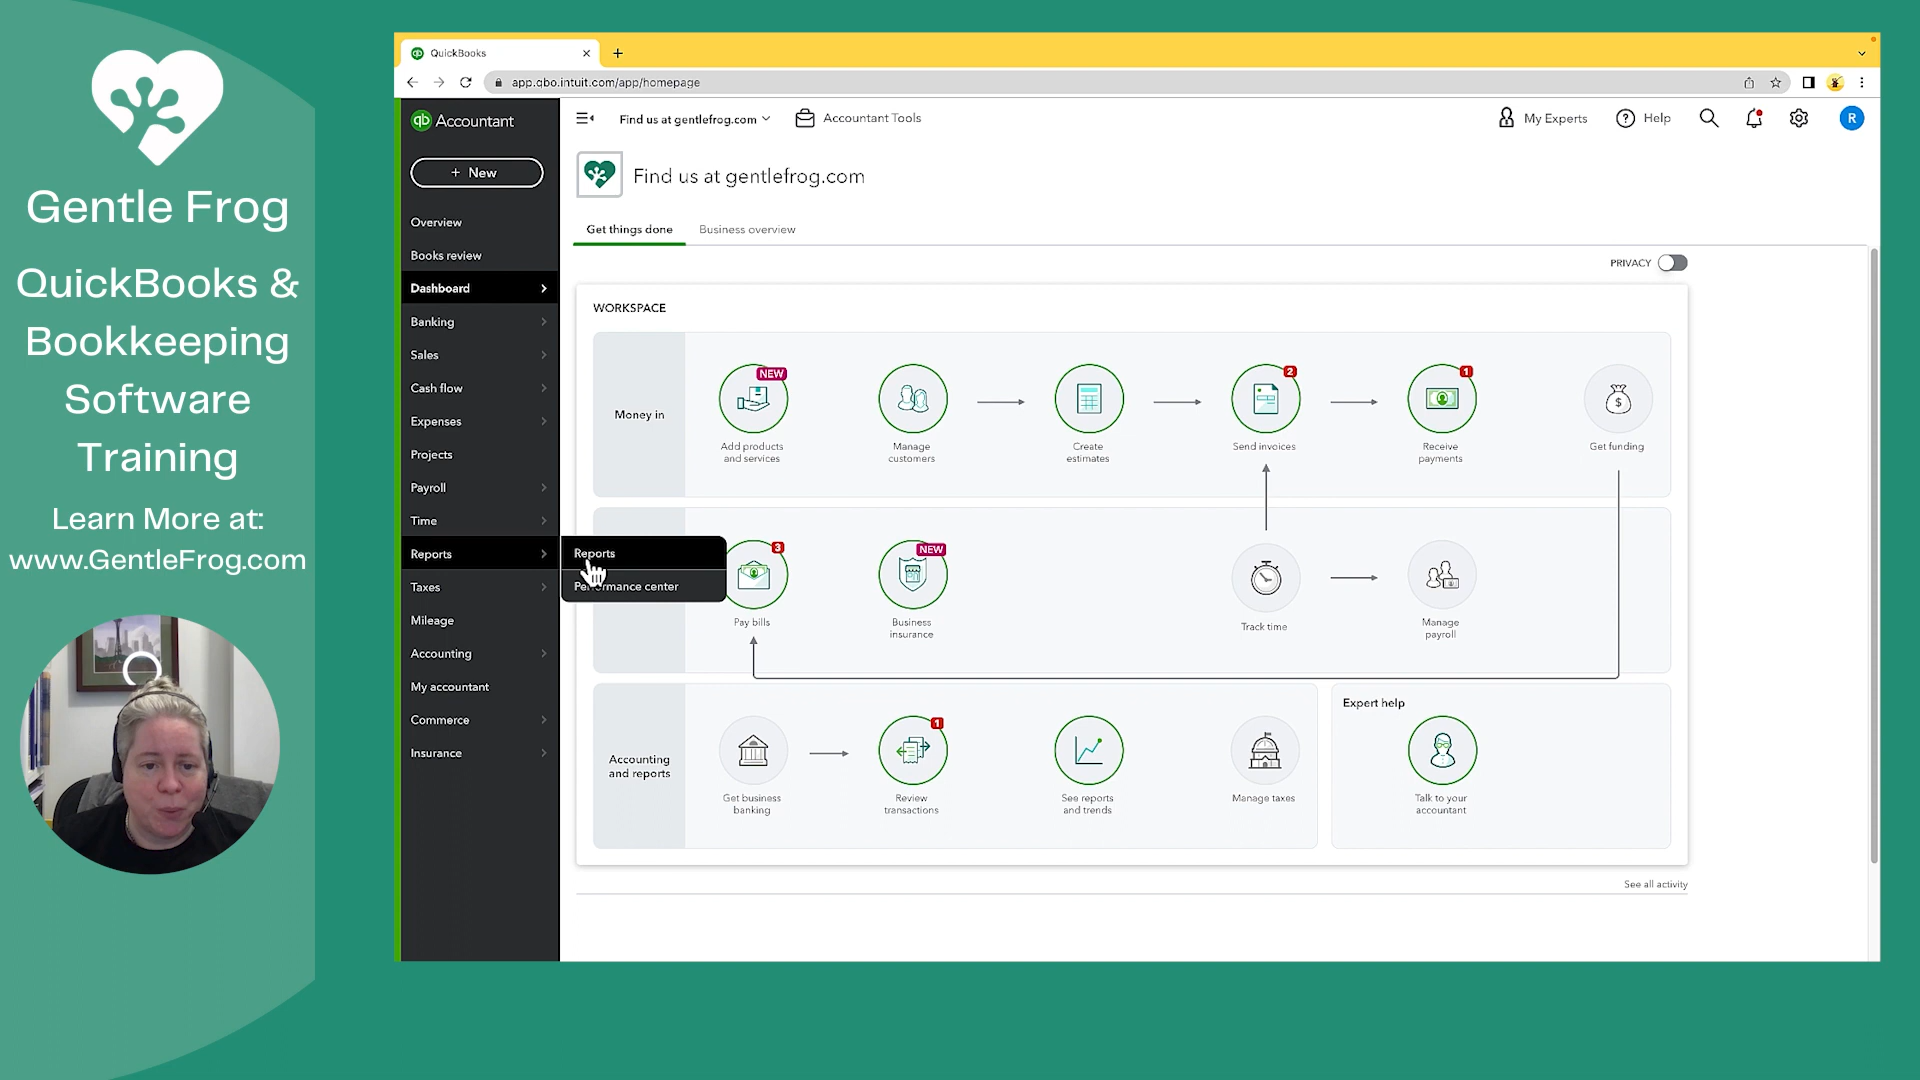 Gentle Frog
QuickBooks &
Bookkeeping
Software
Training
Learn More at:
www.GentleFrog.com
QuickBooks
app.qbo.intuit.com/app/homepage
qb Accountant
+ New
Overview
Books review
Dashboard
Banking
Sales
Cash flow
Expenses
Projects
Payroll
Time
Reports
Taxes
Mileage
Accounting
My accountant
Commerce
Insurance
Reports
center
Find us at gentlefrog.com
Accountant Tools
My Experts
Help
R
Find us at gentlefrog.com
Get things done
Business overview
PRIVACY
WORKSPACE
Money in
NEW
Add products
and services
Manage
customers
Create
estimates
2
Send invoices
1
Receive
payments
$
Get funding
3
Pay bills
NEW
Business
insurance
Track time
Manage
payroll
Accounting
and reports
Get business
banking
1
Review
transactions
See reports
and trends
Manage taxes
Expert help
Talk to your
accountant
See all activity